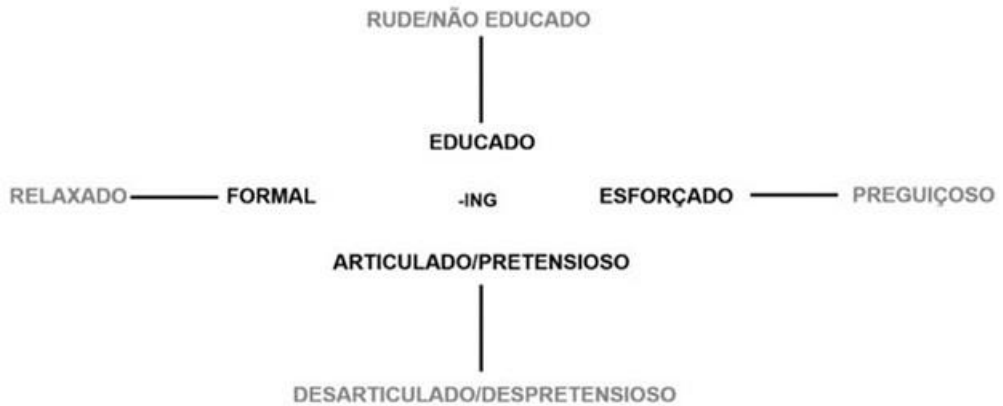 RUDE/NÃO EDUCADO
EDUCADO
RELAXADO FORMAL -ING ESFORÇADO PREGUIÇOSO
ARTICULADO/PRETENSIOSO
DESARTICULADO/DESPRETENSIOSO